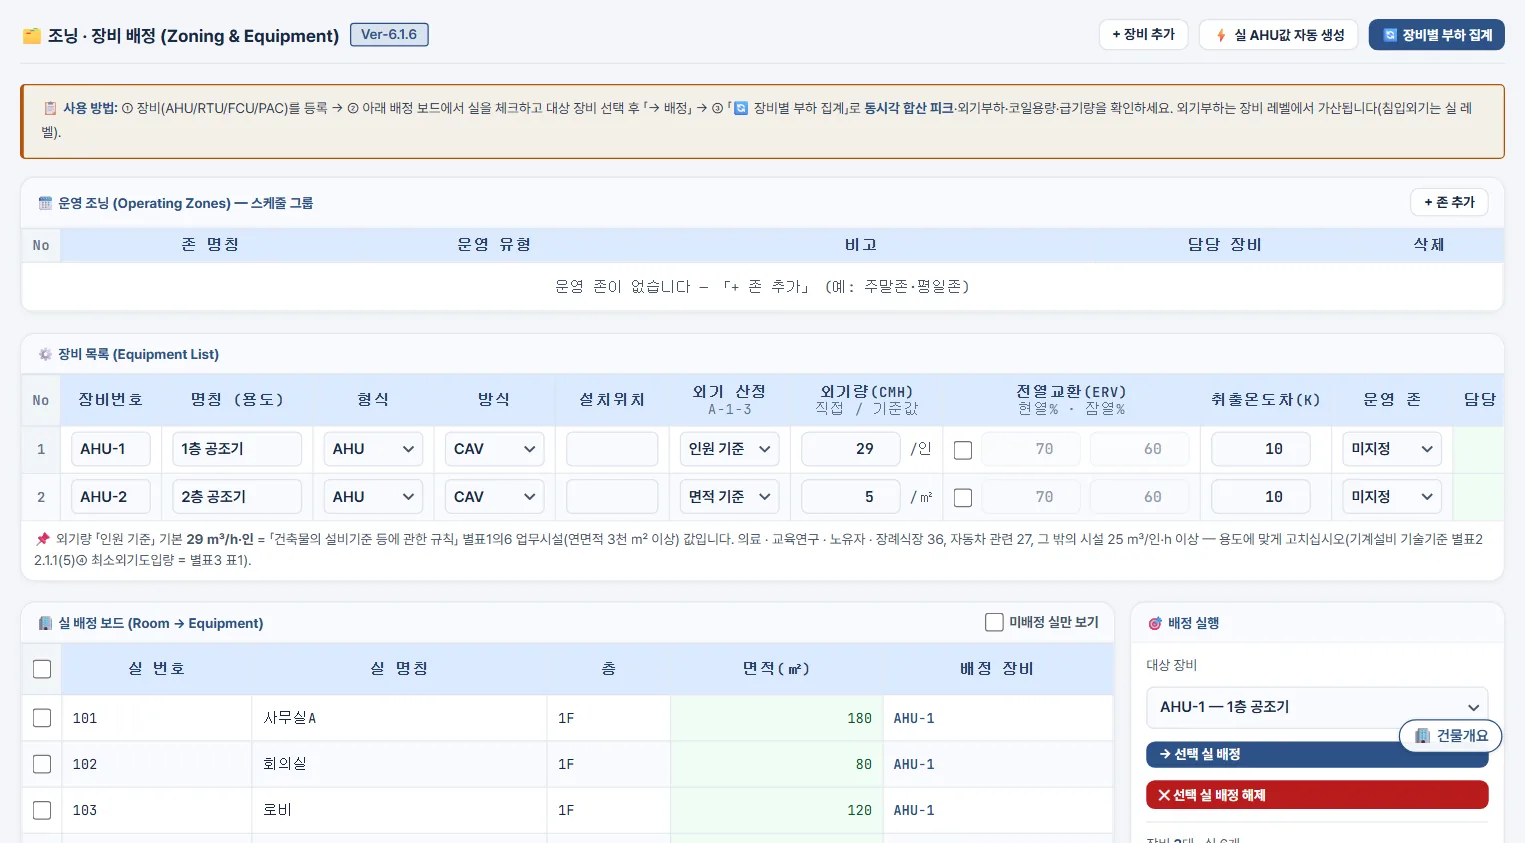 조닝 · 장비 배정 (Zoning & Equipment) Ver-6.1.6
+ 장비 추가 실 AHU값 자동 생성 장비별 부하 집계
사용 방법: ① 장비(AHU/RTU/FCU/PAC)를 등록 → ② 아래 배정 보드에서 실을 체크하고 대상 장비 선택 후 「→ 배정」 → ③ 「 장비별 부하 집계」로 동시각 합산 피크·외기부하·코일용량·급기량을 확인하세요. 외기부하는 장비 레벨에서 가산됩니다(침입외기는 실 레
벨).
운영 조닝 (Operating Zones) — 스케줄 그룹 + 존 추가
No 존 명칭 운영 유형 비고 담당 장비 삭제
운영 존이 없습니다 — 「+ 존 추가」 (예: 주말존·평일존)
장비 목록 (Equipment List)
No 장비번호 명칭 (용도) 형식 방식 설치위치 외기 산정 외기량(CMH) 전열교환(ERV) 취출온도차(K) 운영 존 담당
A-1-3 직접 / 기준값 현열% · 잠열%
1 AHU-1 1층 공조기 AHU CAV 인원 기준 29 /인 70 60 10 미지정
2 AHU-2 2층 공조기 AHU CAV 면적 기준 5 /㎡ 70 60 10 미지정
외기량 「인원 기준」 기본 29 m³/h·인 = 「건축물의 설비기준 등에 관한 규칙」 별표1의6 업무시설(연면적 3천 m² 이상) 값입니다. 의료 · 교육연구 · 노유자 · 장례식장 36, 자동차 관련 27, 그 밖의 시설 25 m³/인·h 이상 — 용도에 맞게 고치십시오(기계설비 기술기준 별표2
2.1.1(5)④ 최소외기도입량 = 별표3 표1).
실 배정 보드 (Room → Equipment) 미배정 실만 보기
실 번호 실 명칭 층 면적(㎡) 배정 장비
101 사무실A 1F 180 AHU-1
102 회의실 1F 80 AHU-1
103 로비 1F 120 AHU-1
배정 실행
대상 장비
AHU-1 — 1층 공조기
건물개요
→ 선택 실 배정
✕ 선택 실 배정 해제
장비 2대 · 실 6개